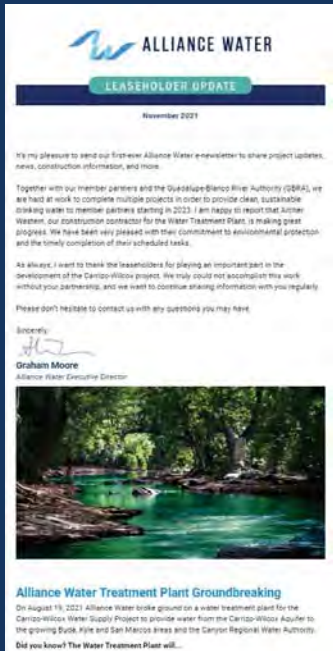 ALLIANCE WATER
LEASEHOLDER UPDATE
November 2021
It's my pleasure to send our first-ever Alliance Water e-newsletter to share project updates,
news, construction information, and more.
Together with our member partners and the Guadalupe-Blanco River Authority (GBRA), we
are hard at work to complete multiple projects in order to provide clean, sustainable
drinking water to member partners starting in 2023. I am happy to report that Archer
Western, our construction contractor for the Water Treatment Plant, is making great
progress. We have been very pleased with their commitment to environmental protection
and the timely completion of their scheduled tasks.
As always, I want to thank the leaseholders for playing an important part in the
development of the Carrizo-Wilcox project. We truly could not accomplish this work
without your partnership, and we want to continue sharing information with you regularly.
Please don't hesitate to contact us with any questions you may have.
Sincerely,
Graham Moore
Alliance Water Executive Director
Alliance Water Treatment Plant Groundbreaking
On August 19, 2021 Alliance Water broke ground on a water treatment plant for the
Carrizo-Wilcox Water Supply Project to provide water from the Carrizo-Wilcox Aquifer to
the growing Buda, Kyle and San Marcos areas and the Canyon Regional Water Authority.
Did you know? The Water Treatment Plant will...